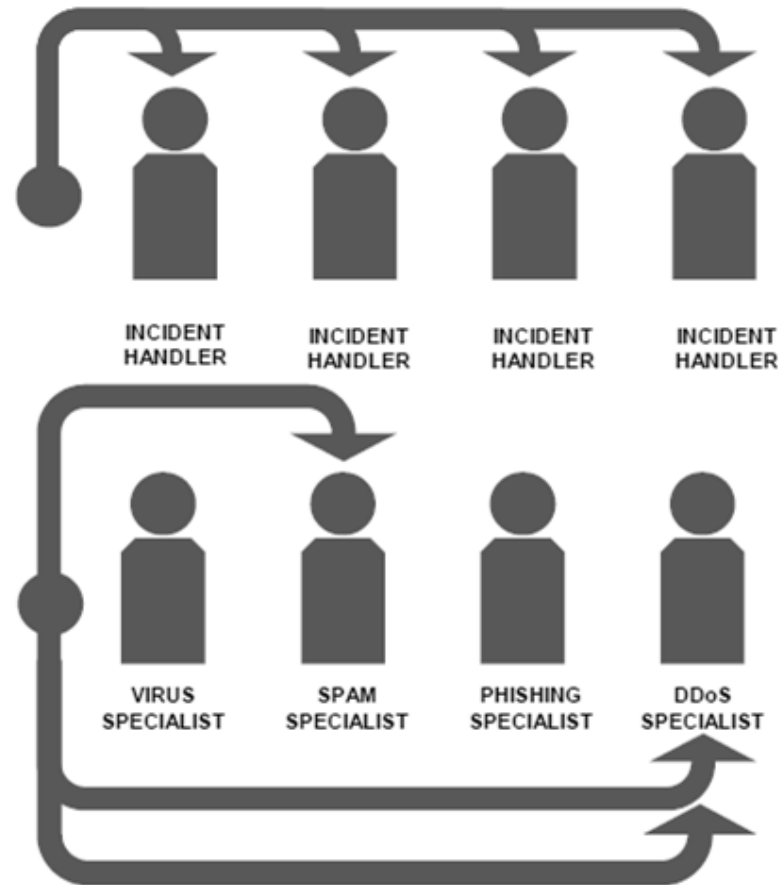 INCIDENT HANDLER
INCIDENT HANDLER
INCIDENT HANDLER
INCIDENT HANDLER
VIRUS SPECIALIST
SPAM SPECIALIST
PHISHING SPECIALIST
DDoS SPECIALIST